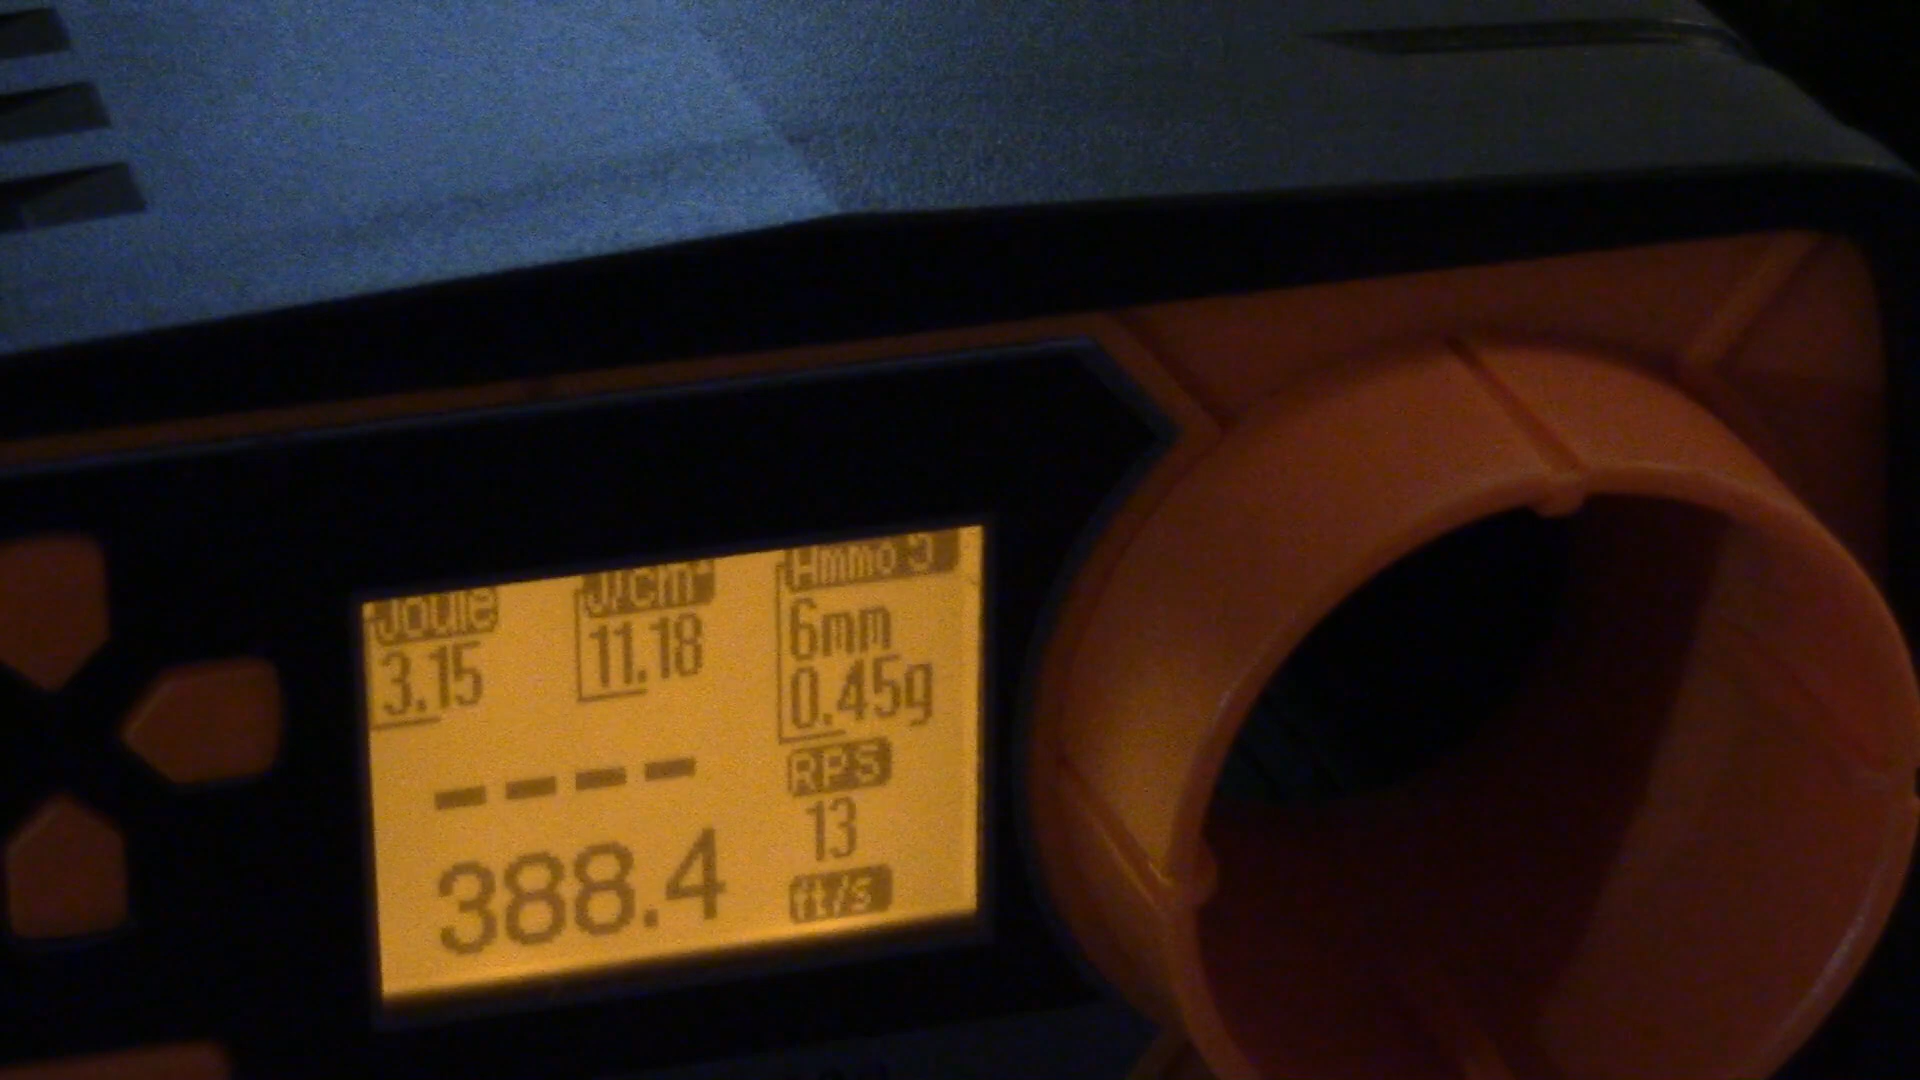 Joule
3.15
J/cm²
11.18
Ammo 3
6mm
0.45g
RPS
13
----
388.4
ft/s